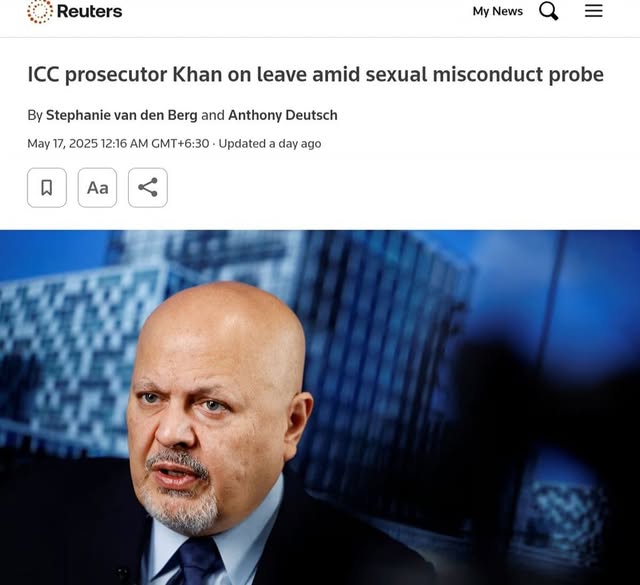 Reuters
My News
ICC prosecutor Khan on leave amid sexual misconduct probe
By Stephanie van den Berg and Anthony Deutsch
May 17, 2025 12:16 AM GMT+6:30 · Updated a day ago
Aa